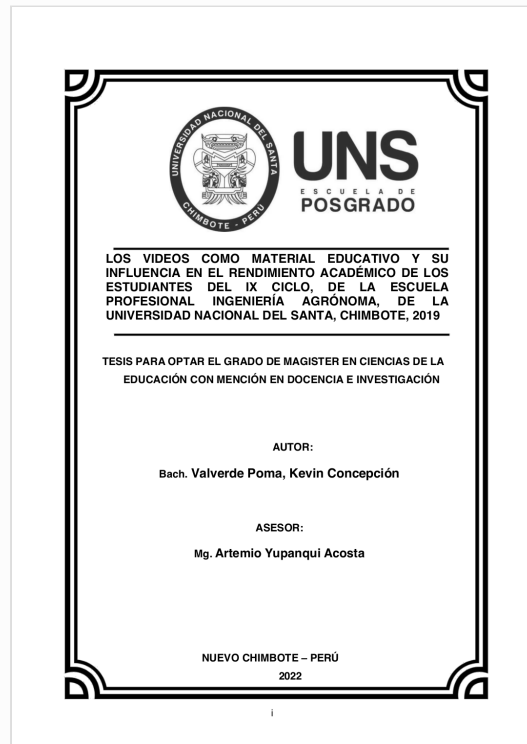 UNIVERSIDAD NACIONAL DEL SANTA
CHIMBOTE - PERÚ
UNS
ESCUELA DE
POSGRADO
LOS VIDEOS COMO MATERIAL EDUCATIVO Y SU
INFLUENCIA EN EL RENDIMIENTO ACADÉMICO DE LOS
ESTUDIANTES DEL IX CICLO, DE LA ESCUELA
PROFESIONAL INGENIERÍA AGRÓNOMA, DE LA
UNIVERSIDAD NACIONAL DEL SANTA, CHIMBOTE, 2019
TESIS PARA OPTAR EL GRADO DE MAGISTER EN CIENCIAS DE LA
EDUCACIÓN CON MENCIÓN EN DOCENCIA E INVESTIGACIÓN
AUTOR:
Bach. Valverde Poma, Kevin Concepción
ASESOR:
Mg. Artemio Yupanqui Acosta
NUEVO CHIMBOTE – PERÚ
2022
i